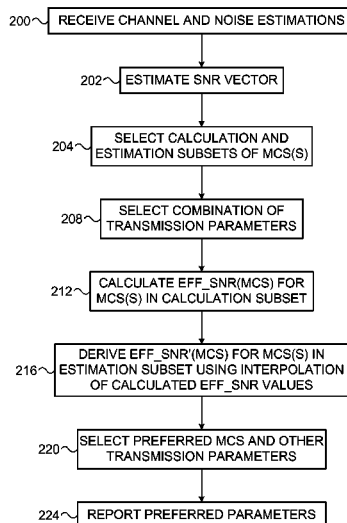 200
RECEIVE CHANNEL AND NOISE ESTIMATIONS
202
ESTIMATE SNR VECTOR
204
SELECT CALCULATION AND
ESTIMATION SUBSETS OF MCS(S)
208
SELECT COMBINATION OF
TRANSMISSION PARAMETERS
212
CALCULATE EFF_SNR(MCS) FOR
MCS(S) IN CALCULATION SUBSET
216
DERIVE EFF_SNR'(MCS) FOR MCS(S) IN
ESTIMATION SUBSET USING INTERPOLATION
OF CALCULATED EFF_SNR VALUES
220
SELECT PREFERRED MCS AND OTHER
TRANSMISSION PARAMETERS
224
REPORT PREFERRED PARAMETERS